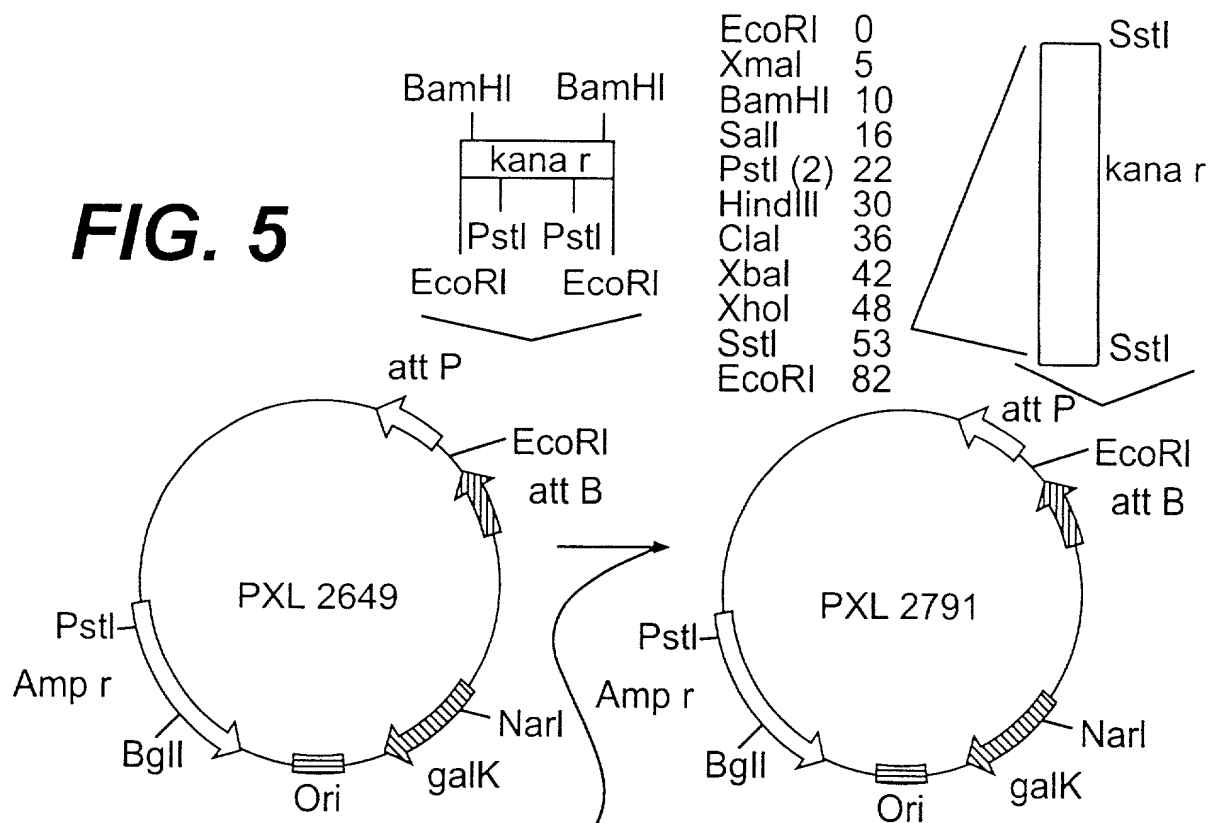 FIG. 5
BamHI BamHI
kana r
PstI PstI
EcoRI EcoRI
EcoRI 0
XmaI 5
BamHI 10
SalI 16
PstI (2) 22
HindIII 30
ClaI 36
XbaI 42
XhoI 48
SstI 53
EcoRI 82
SstI
kana r
SstI
att P
EcoRI
att B
PXL 2649
PstI
Amp r
BglI
Ori
galK
NarI
att P
EcoRI
att B
PXL 2791
PstI
Amp r
BglI
Ori
galK
NarI